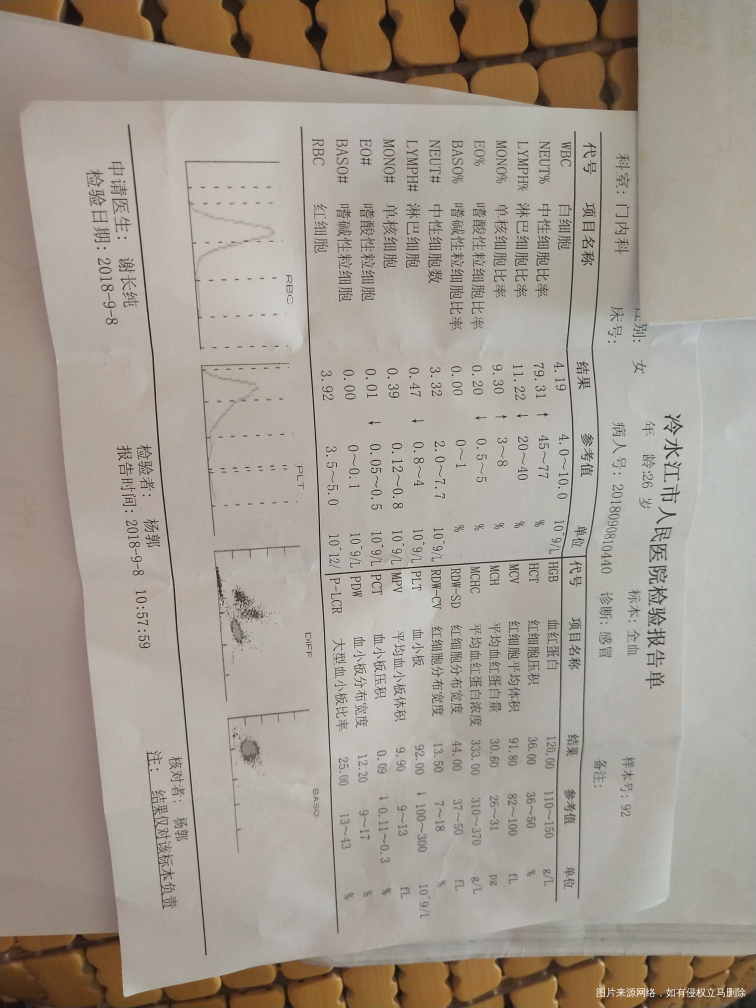 冷水江市人民医院检验报告单
别: 女 年 龄:26 岁 标本: 全血 样本号: 92
科室: 门内科 床号: 病人号: 2018090810440 诊断: 感冒 备注:
代号 项目名称 结果 参考值 单位 代号 项目名称 结果 参考值 单位
WBC 白细胞 4.19 4.0～10.0 10^9/L HGB 血红蛋白 120.00 110～150 g/L
NEUT% 中性细胞比率 79.31 ↑ 45～77 % HCT 红细胞压积 36.00 36～50 %
LYMPH% 淋巴细胞比率 11.22 ↓ 20～40 % MCV 红细胞平均体积 91.80 82～100 fL
MONO% 单核细胞比率 9.30 ↑ 3～8 % MCH 平均血红蛋白量 30.60 26～31 pg
EO% 嗜酸性粒细胞比率 0.20 ↓ 0.5～5 % MCHC 平均血红蛋白浓度 333.00 310～370 g/L
BASO% 嗜碱性粒细胞比率 0.00 0～1 % RDW-SD 红细胞分布宽度 44.00 37～50 fL
NEUT# 中性细胞数 3.32 2.0～7.7 10^9/L RDW-CV 红细胞分布宽度 13.50 7～18 %
LYMPH# 淋巴细胞 0.47 ↓ 0.8～4 10^9/L PLT 血小板 92.00 ↓ 100～300 10^9/L
MONO# 单核细胞 0.39 0.12～0.8 10^9/L MPV 平均血小板体积 9.90 9～13 fL
EO# 嗜酸性粒细胞 0.01 ↓ 0.05～0.5 10^9/L PCT 血小板压积 0.09 ↓ 0.11～0.3 %
BASO# 嗜碱性粒细胞 0.00 0～0.1 10^9/L PDW 血小板分布宽度 12.20 9～17 %
RBC 红细胞 3.92 3.5～5.0 10^12/ P-LCR 大型血小板比率 25.00 13～43 %
RBC PLT DIFF BASO
申请医生: 谢长纯 检验者: 杨郭 核对者: 杨郭
检验日期: 2018-9-8 报告时间: 2018-9-8 10:57:59 注: 结果仅对该标本负责
图片来源网络，如有侵权立马删除